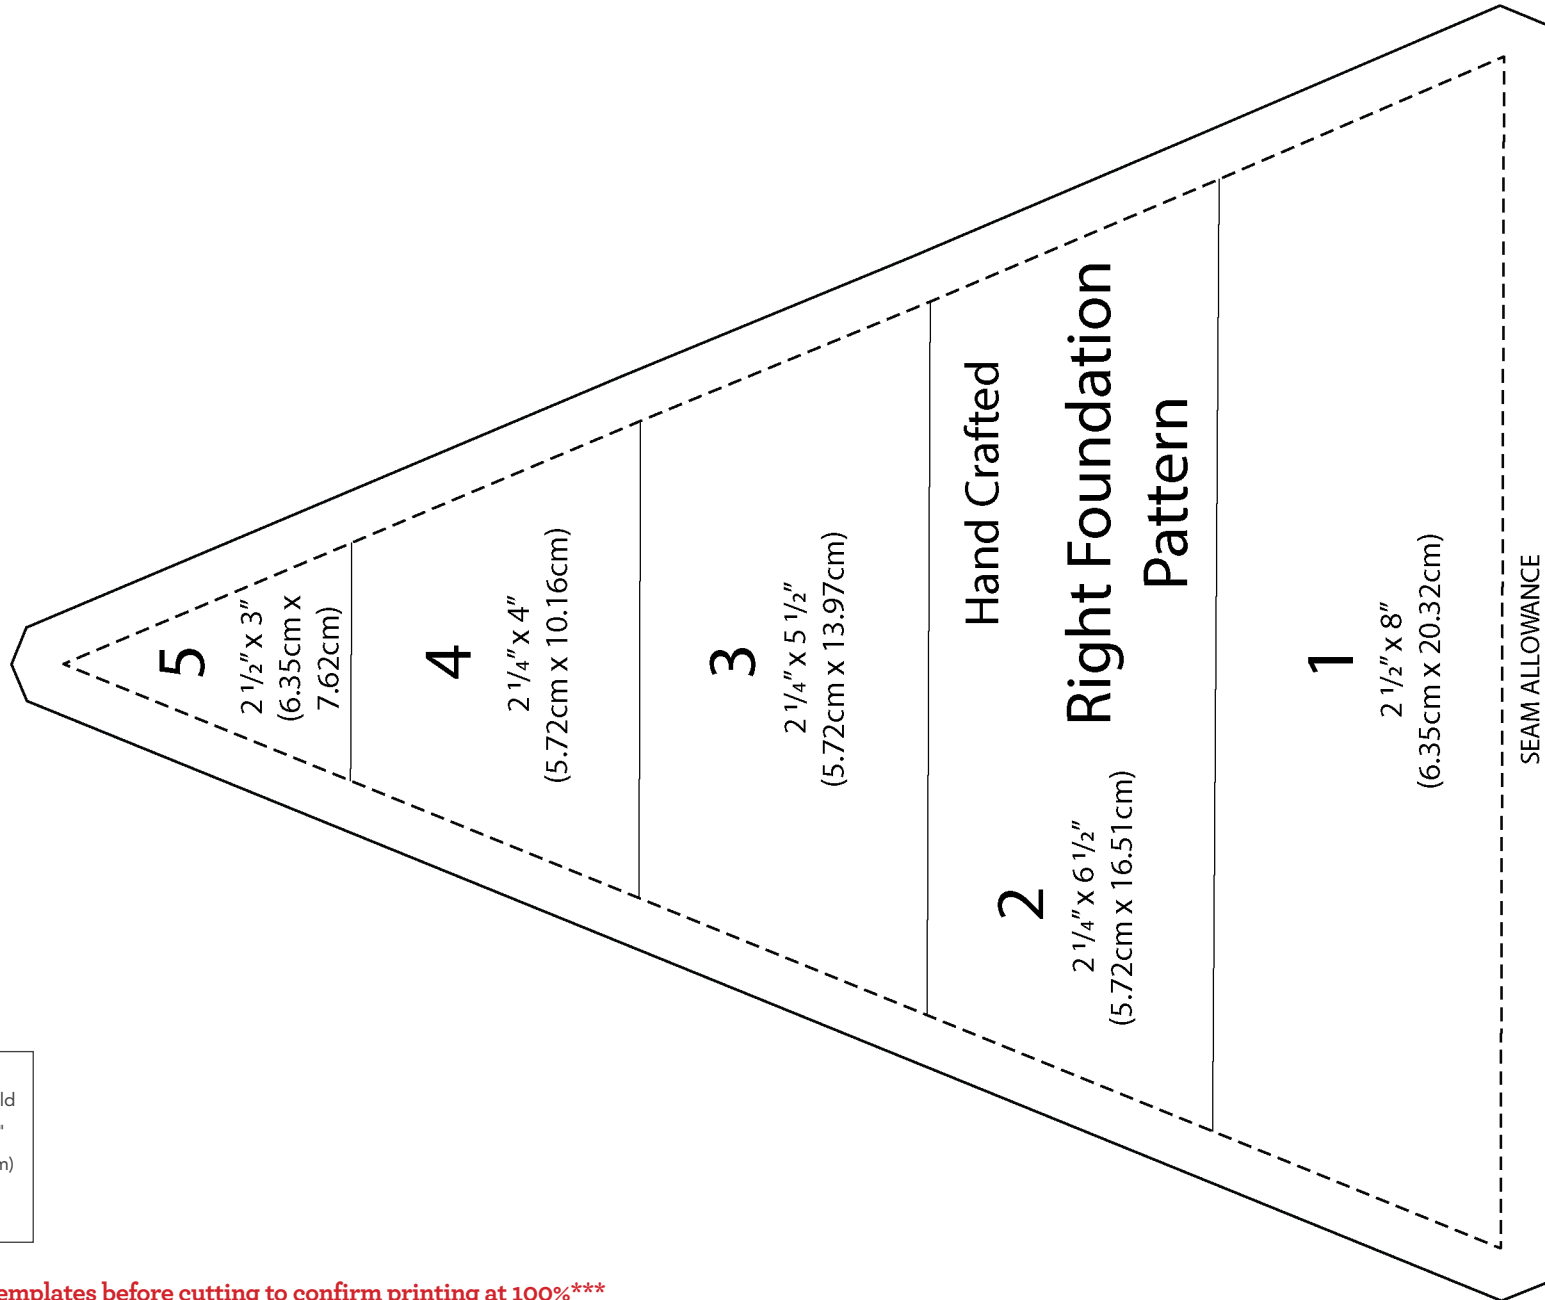 5
2 1/2" x 3"
(6.35cm x
7.62cm)
4
2 1/4" x 4"
(5.72cm x 10.16cm)
3
2 1/4" x 5 1/2"
(5.72cm x 13.97cm)
Hand Crafted
Right Foundation
Pattern
2
2 1/4" x 6 1/2"
(5.72cm x 16.51cm)
1
2 1/2" x 8"
(6.35cm x 20.32cm)
SEAM ALLOWANCE
ld
"
m)
emplates before cutting to confirm printing at 100%***